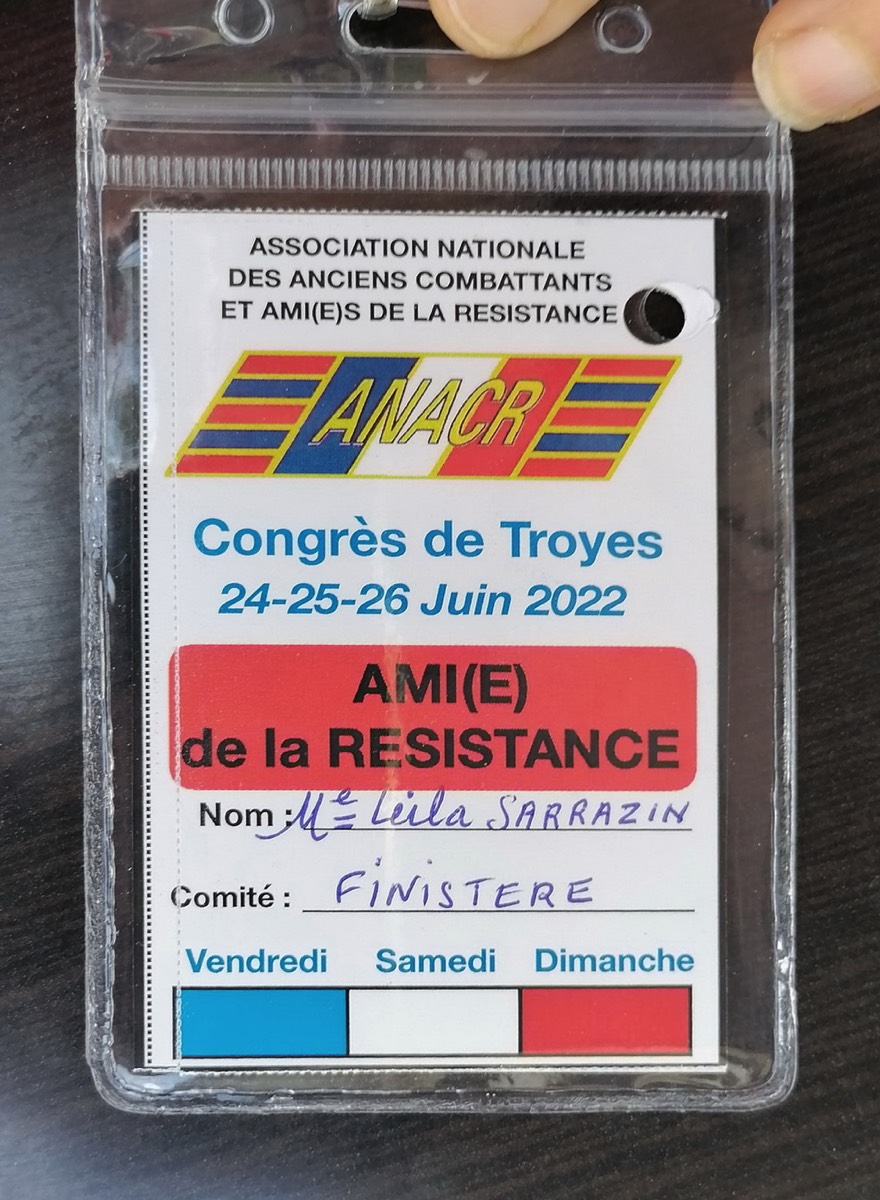 ASSOCIATION NATIONALE
DES ANCIENS COMBATTANTS
ET AMI(E)S DE LA RESISTANCE
ANACR
Congrès de Troyes
24-25-26 Juin 2022
AMI(E)
de la RESISTANCE
Nom : Me Leila SARRAZIN
Comité : FINISTERE
Vendredi Samedi Dimanche